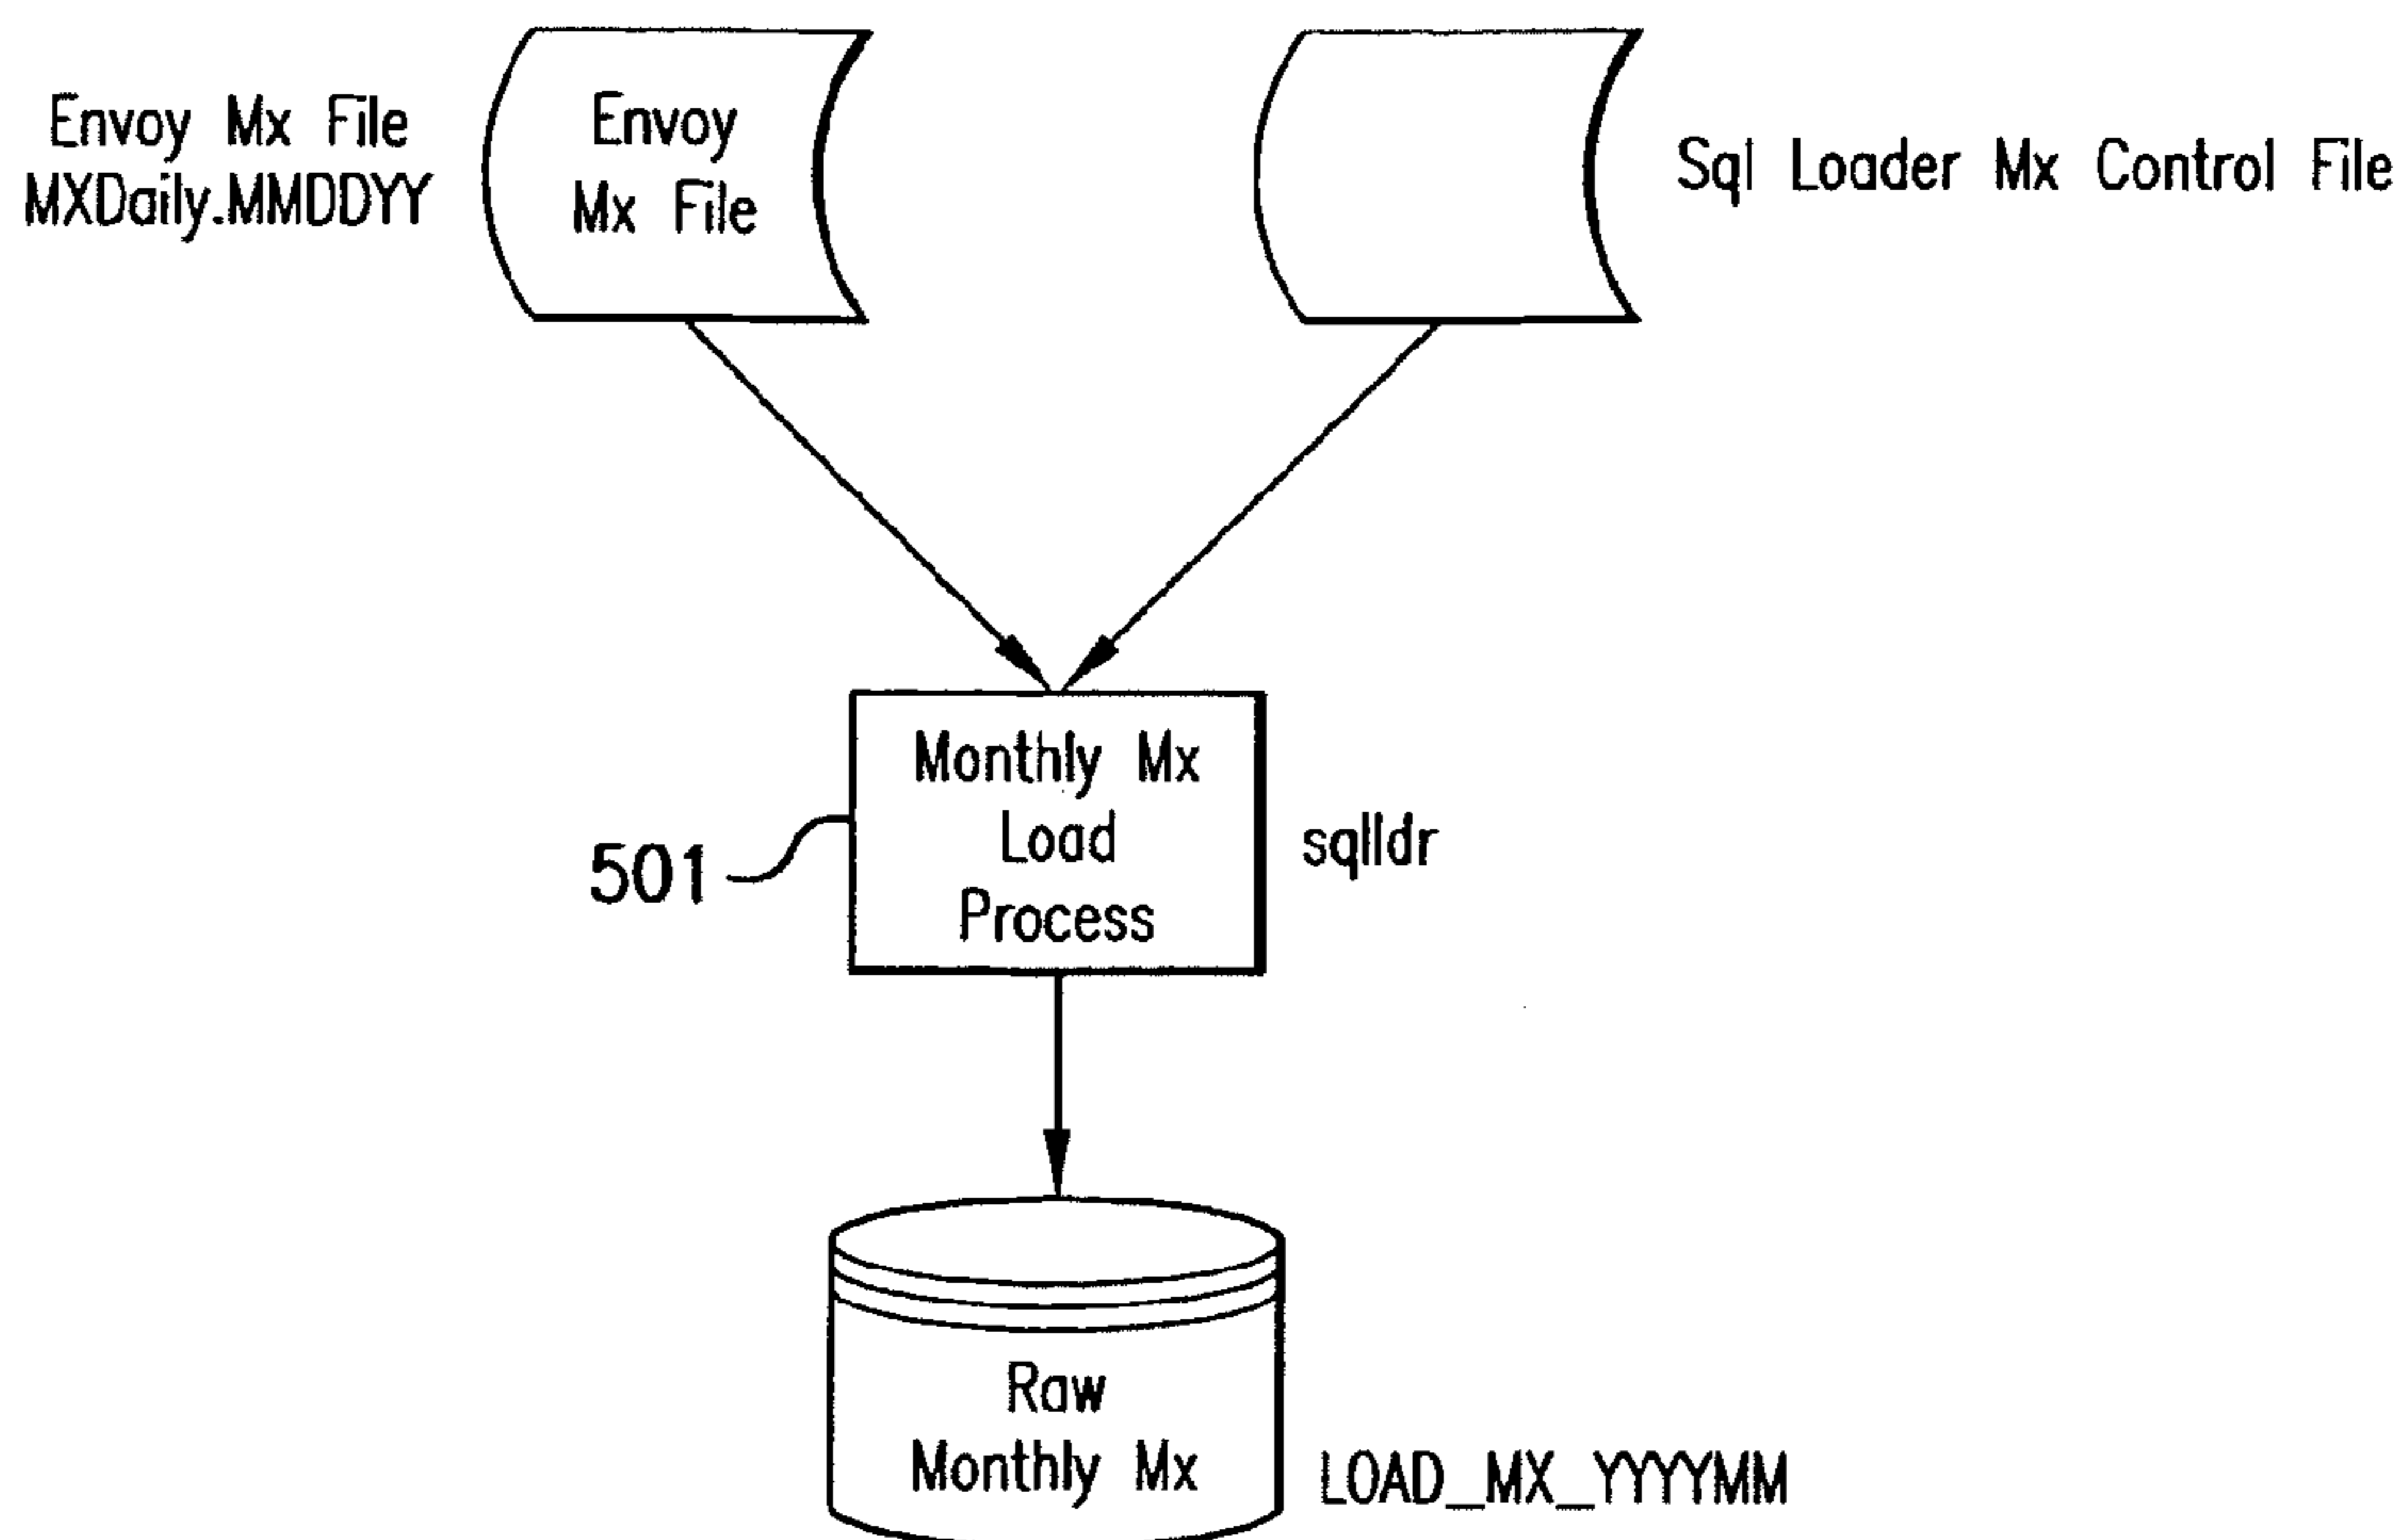 Envoy Mx File
MXDaily.MMDDYY
Envoy
Mx File
Sql Loader Mx Control File
Monthly Mx
Load
Process
501
sqlldr
Raw
Monthly Mx
LOAD_MX_YYYYMM